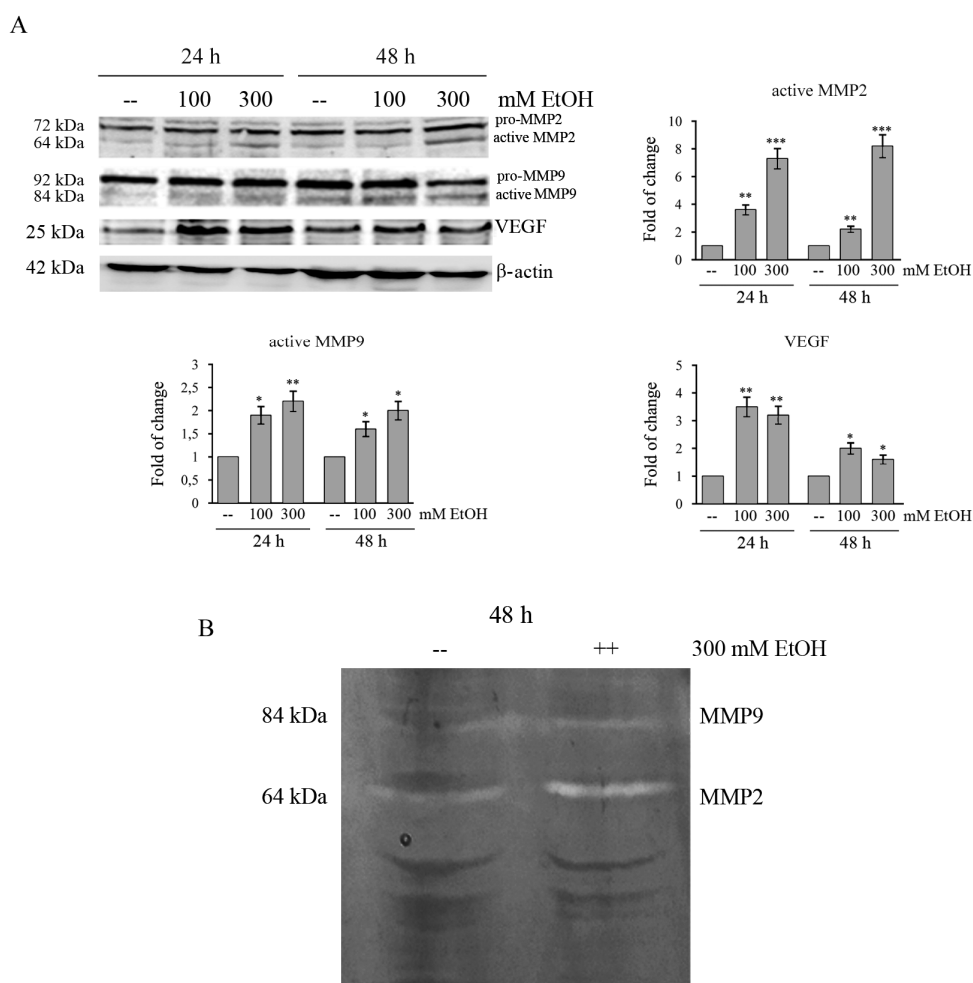 A
24 h 48 h
-- 100 300 -- 100 300 mM EtOH
72 kDa pro-MMP2
64 kDa active MMP2
92 kDa pro-MMP9
84 kDa active MMP9
25 kDa VEGF
42 kDa β-actin
active MMP2
Fold of change
10
8
6
4
2
0
** *** ** ***
-- 100 300 -- 100 300 mM EtOH
24 h 48 h
active MMP9
Fold of change
3
2,5
2
1,5
1
0,5
0
* ** * *
-- 100 300 -- 100 300 mM EtOH
24 h 48 h
VEGF
Fold of change
5
4
3
2
1
0
** ** * *
-- 100 300 -- 100 300 mM EtOH
24 h 48 h
B
48 h
-- ++ 300 mM EtOH
84 kDa MMP9
64 kDa MMP2